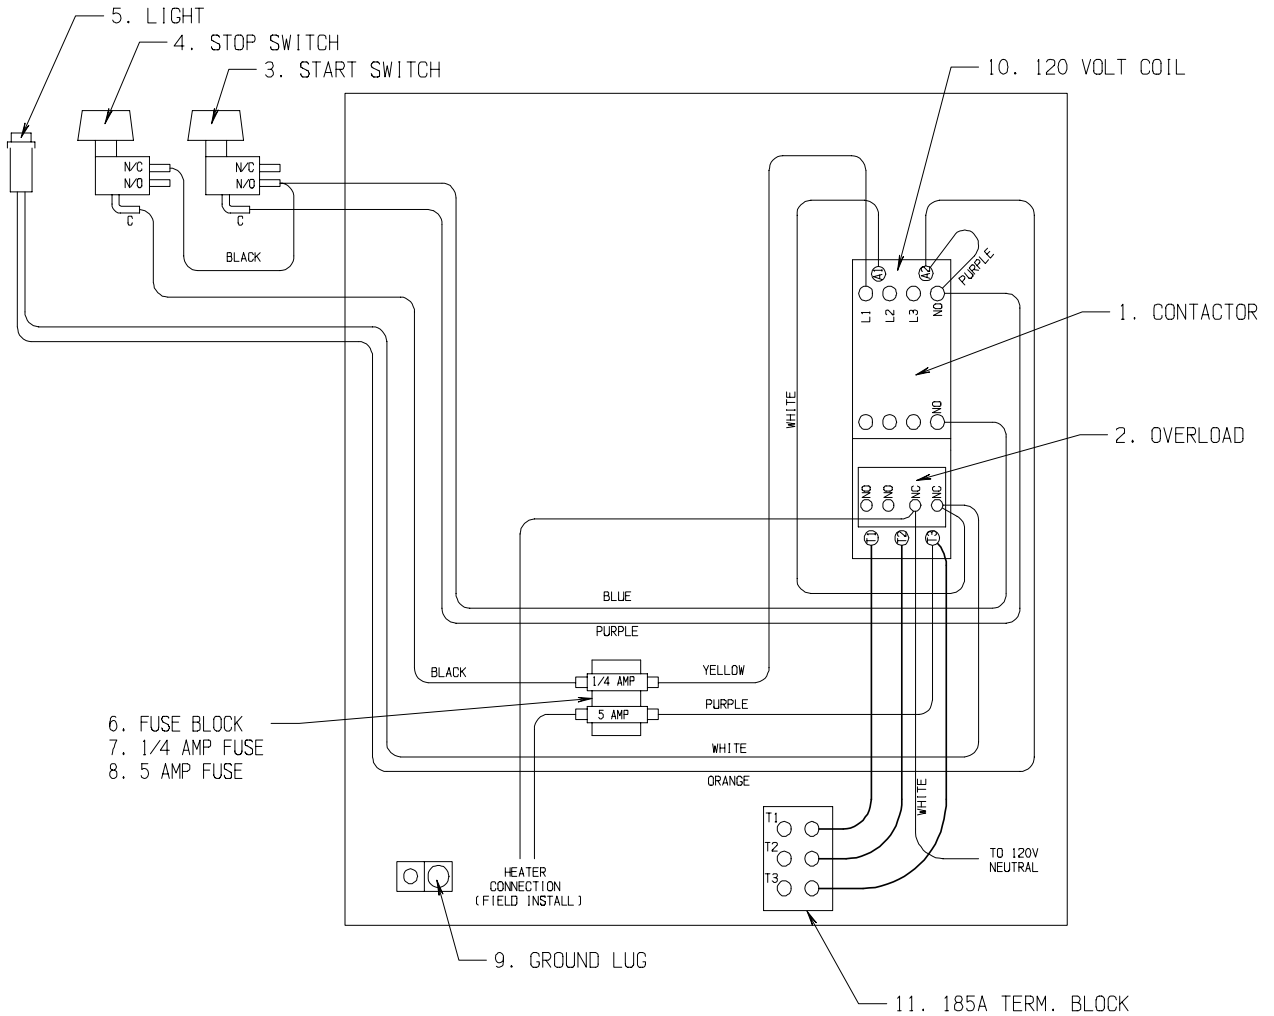 5. LIGHT
4. STOP SWITCH
3. START SWITCH
10. 120 VOLT COIL
N/C
N/O
C
N/C
N/O
C
BLACK
A1
A2
PURPLE
L1
L2
L3
NO
1. CONTACTOR
WHITE
NO
2. OVERLOAD
NO
NO
NC
NC
T1
T2
T3
BLUE
PURPLE
BLACK
1/4 AMP
YELLOW
5 AMP
PURPLE
6. FUSE BLOCK
7. 1/4 AMP FUSE
8. 5 AMP FUSE
WHITE
ORANGE
WHITE
T1
T2
T3
TO 120V
NEUTRAL
HEATER
CONNECTION
(FIELD INSTALL)
9. GROUND LUG
11. 185A TERM. BLOCK